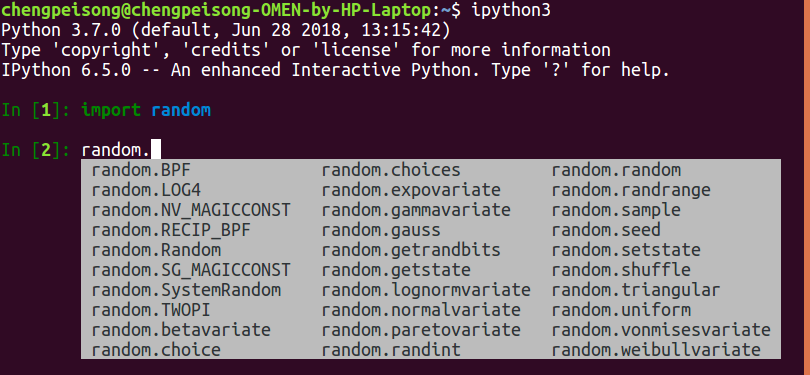 chengpeisong@chengpeisong-OMEN-by-HP-Laptop:~$ ipython3
Python 3.7.0 (default, Jun 28 2018, 13:15:42)
Type 'copyright', 'credits' or 'license' for more information
IPython 6.5.0 -- An enhanced Interactive Python. Type '?' for help.
In [1]: import random
In [2]: random.
random.BPF random.choices random.random
random.LOG4 random.expovariate random.randrange
random.NV_MAGICCONST random.gammavariate random.sample
random.RECIP_BPF random.gauss random.seed
random.Random random.getrandbits random.setstate
random.SG_MAGICCONST random.getstate random.shuffle
random.SystemRandom random.lognormvariate random.triangular
random.TWOPI random.normalvariate random.uniform
random.betavariate random.paretovariate random.vonmisesvariate
random.choice random.randint random.weibullvariate